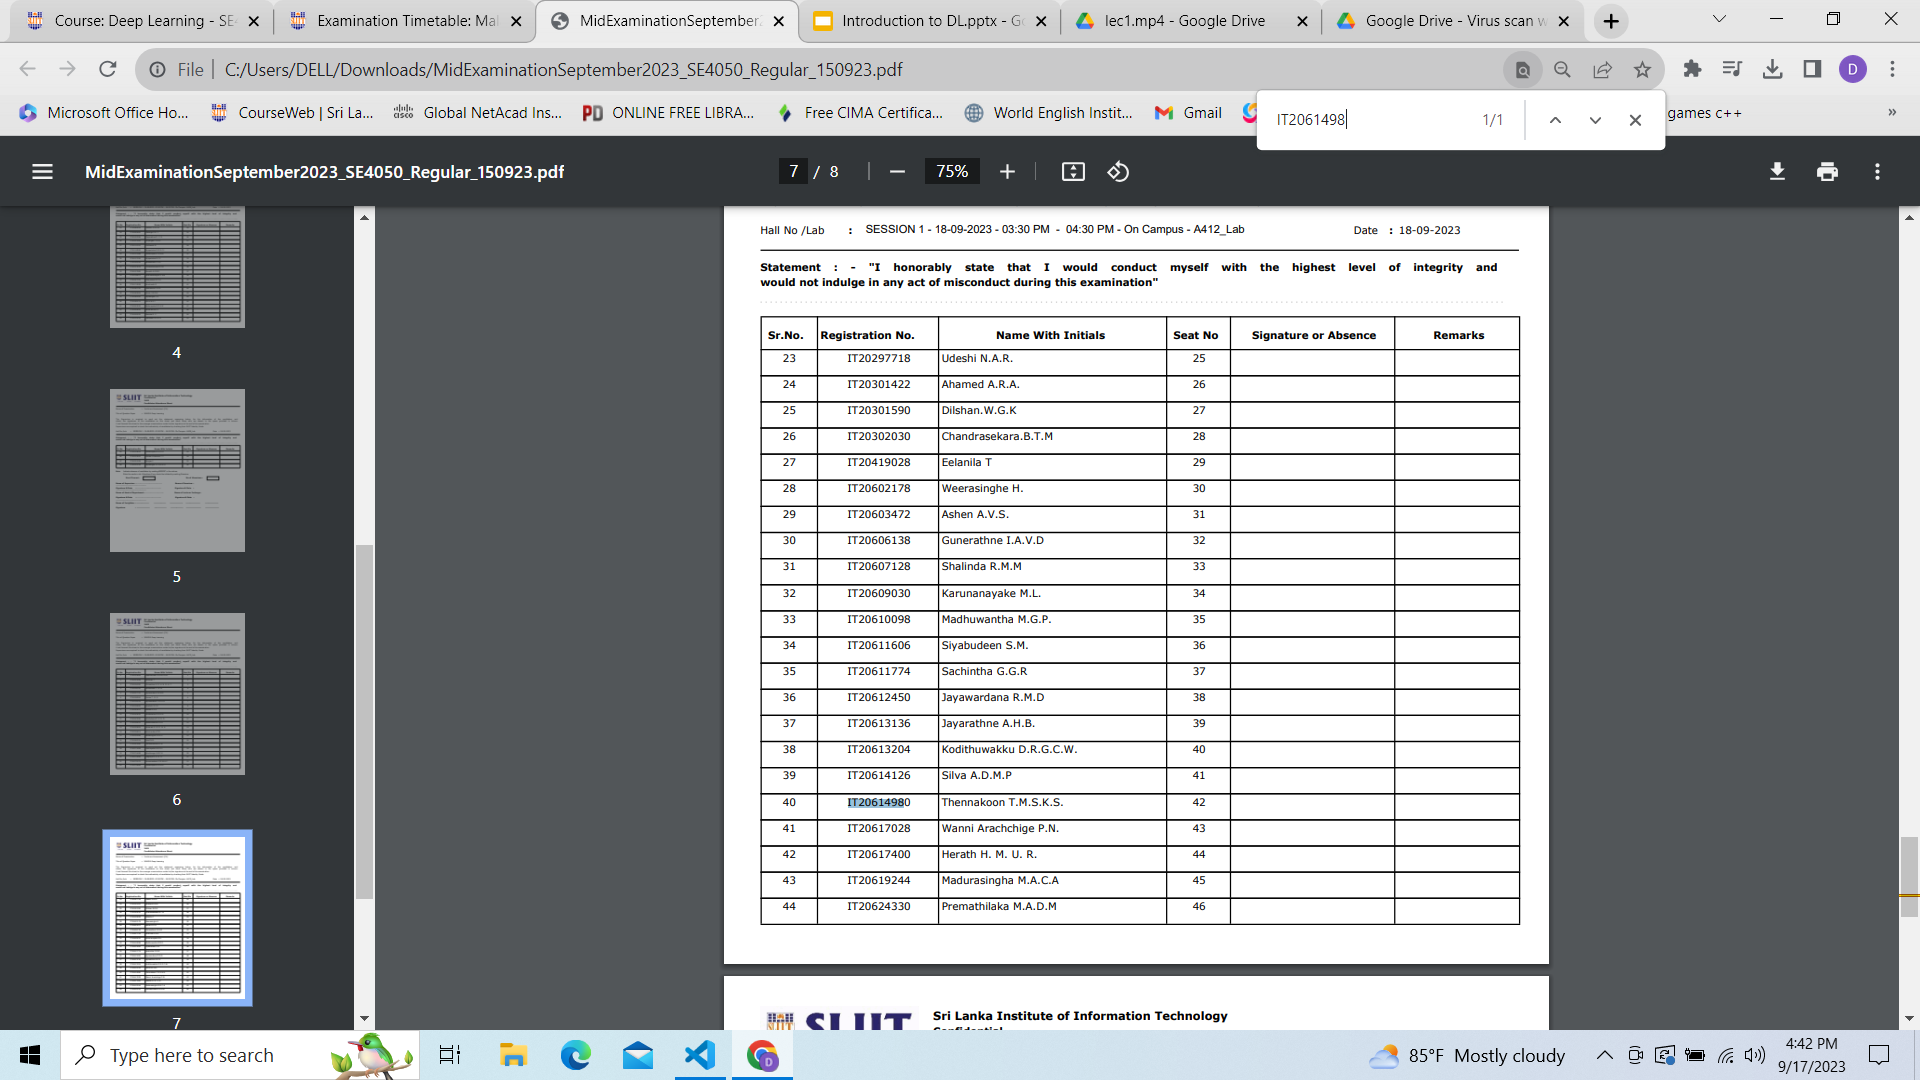 Course: Deep Learning - SE4
Examination Timetable: Mal
MidExaminationSeptember2
Introduction to DL.pptx - Go
lec1.mp4 - Google Drive
Google Drive - Virus scan w
File
C:/Users/DELL/Downloads/MidExaminationSeptember2023_SE4050_Regular_150923.pdf
D
Microsoft Office Ho...
CourseWeb | Sri La...
Global NetAcad Ins...
ONLINE FREE LIBRA...
Free CIMA Certifica...
World English Instit...
Gmail
games c++
»
IT2061498
1/1
MidExaminationSeptember2023_SE4050_Regular_150923.pdf
7 / 8
75%
4
5
6
7
Hall No /Lab : SESSION 1 - 18-09-2023 - 03:30 PM - 04:30 PM - On Campus - A412_Lab Date : 18-09-2023
Statement : - "I honorably state that I would conduct myself with the highest level of integrity and
would not indulge in any act of misconduct during this examination"
Sr.No. Registration No. Name With Initials Seat No Signature or Absence Remarks
23 IT20297718 Udeshi N.A.R. 25
24 IT20301422 Ahamed A.R.A. 26
25 IT20301590 Dilshan.W.G.K 27
26 IT20302030 Chandrasekara.B.T.M 28
27 IT20419028 Eelanila T 29
28 IT20602178 Weerasinghe H. 30
29 IT20603472 Ashen A.V.S. 31
30 IT20606138 Gunerathne I.A.V.D 32
31 IT20607128 Shalinda R.M.M 33
32 IT20609030 Karunanayake M.L. 34
33 IT20610098 Madhuwantha M.G.P. 35
34 IT20611606 Siyabudeen S.M. 36
35 IT20611774 Sachintha G.G.R 37
36 IT20612450 Jayawardana R.M.D 38
37 IT20613136 Jayarathne A.H.B. 39
38 IT20613204 Kodithuwakku D.R.G.C.W. 40
39 IT20614126 Silva A.D.M.P 41
40 IT20614980 Thennakoon T.M.S.K.S. 42
41 IT20617028 Wanni Arachchige P.N. 43
42 IT20617400 Herath H. M. U. R. 44
43 IT20619244 Madurasingha M.A.C.A 45
44 IT20624330 Premathilaka M.A.D.M 46
SLIIT
Sri Lanka Institute of Information Technology
Type here to search
85°F Mostly cloudy
4:42 PM
9/17/2023